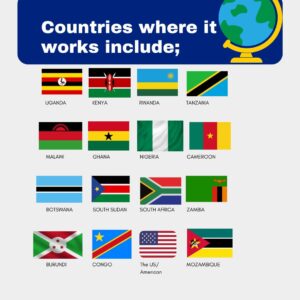 Countries where it
works include;
UGANDA
KENYA
RWANDA
TANZANIA
MALAWI
GHANA
NIGERIA
CAMEROON
BOTSWANA
SOUTH SUDAN
SOUTH AFRICA
ZAMBA
BURUNDI
CONGO
The US/
American
MOZAMBIQUE